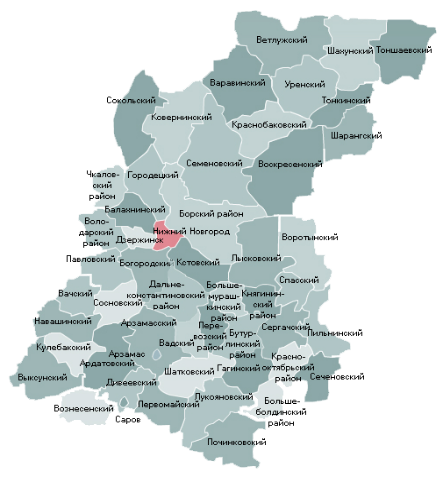 Ветлужский
Шахунский
Тоншаевский
Варавинский
Уренский
Тонкинский
Сокольский
Ковернинский
Краснобаковский
Шарангский
Семеновский
Воскресенский
Чкалов-
ский
район
Городецкий
Балахнинский
Борский район
Воло-
дарский
район
Дзержинск
Нижний Новгород
Воротынский
Павловский
Богородский
Кстовский
Лысковский
Спасский
Вачский
Сосновский
Дальне-
константиновский
район
Больше-
мураш-
кинский
район
Княгинин-
ский
район
Навашинский
Арзамасский
Пере-
возский
район
Бутур-
линский
район
Сергачский
Пильнинский
Кулебакский
Арзамас
Вадский
Ардатовский
Красно-
октябрьский
район
Выксунский
Дивеевский
Шатковский
Гагинский
Сеченовский
Вознесенский
Саров
Первомайский
Лукояновский
Больше-
болдинский
район
Починковский